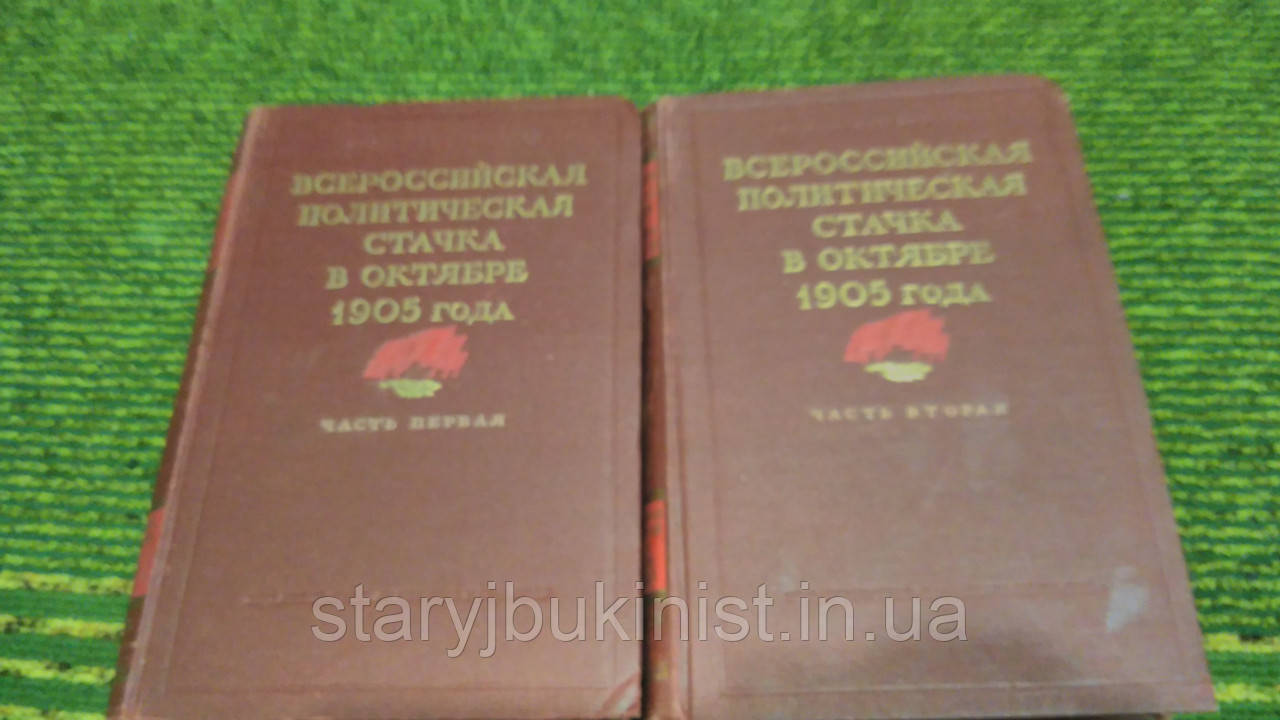 ВСЕРОССИЙСКАЯ
ПОЛИТИЧЕСКАЯ
СТАЧКА
В ОКТЯБРЕ
1905 ГОДА
ЧАСТЬ ПЕРВАЯ
ВСЕРОССИЙСКАЯ
ПОЛИТИЧЕСКАЯ
СТАЧКА
В ОКТЯБРЕ
1905 ГОДА
ЧАСТЬ ВТОРАЯ
staryjbukinist.in.ua